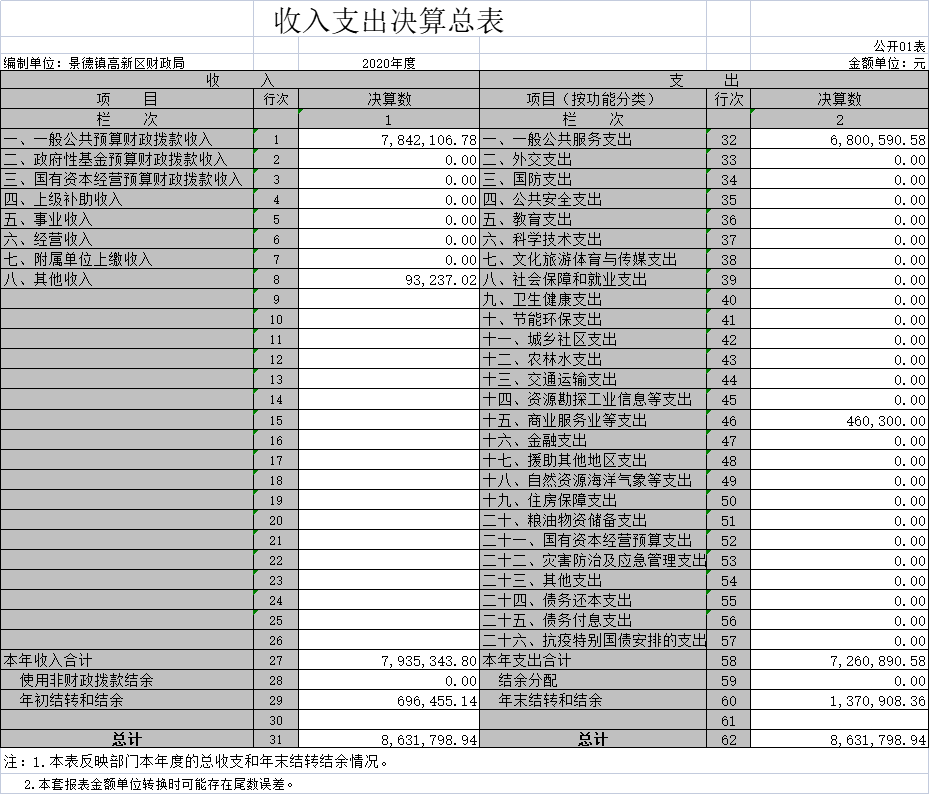 收入支出决算总表
公开01表
编制单位：景德镇高新区财政局 2020年度 金额单位：元
收 入 支 出
项 目 行次 决算数 项目（按功能分类） 行次 决算数
栏 次 1 栏 次 2
一、一般公共预算财政拨款收入 1 7,842,106.78 一、一般公共服务支出 32 6,800,590.58
二、政府性基金预算财政拨款收入 2 0.00 二、外交支出 33 0.00
三、国有资本经营预算财政拨款收入 3 0.00 三、国防支出 34 0.00
四、上级补助收入 4 0.00 四、公共安全支出 35 0.00
五、事业收入 5 0.00 五、教育支出 36 0.00
六、经营收入 6 0.00 六、科学技术支出 37 0.00
七、附属单位上缴收入 7 0.00 七、文化旅游体育与传媒支出 38 0.00
八、其他收入 8 93,237.02 八、社会保障和就业支出 39 0.00
9 九、卫生健康支出 40 0.00
10 十、节能环保支出 41 0.00
11 十一、城乡社区支出 42 0.00
12 十二、农林水支出 43 0.00
13 十三、交通运输支出 44 0.00
14 十四、资源勘探工业信息等支出 45 0.00
15 十五、商业服务业等支出 46 460,300.00
16 十六、金融支出 47 0.00
17 十七、援助其他地区支出 48 0.00
18 十八、自然资源海洋气象等支出 49 0.00
19 十九、住房保障支出 50 0.00
20 二十、粮油物资储备支出 51 0.00
21 二十一、国有资本经营预算支出 52 0.00
22 二十二、灾害防治及应急管理支出 53 0.00
23 二十三、其他支出 54 0.00
24 二十四、债务还本支出 55 0.00
25 二十五、债务付息支出 56 0.00
26 二十六、抗疫特别国债安排的支出 57 0.00
本年收入合计 27 7,935,343.80 本年支出合计 58 7,260,890.58
使用非财政拨款结余 28 0.00 结余分配 59 0.00
年初结转和结余 29 696,455.14 年末结转和结余 60 1,370,908.36
30 61
总计 31 8,631,798.94 总计 62 8,631,798.94
注：1.本表反映部门本年度的总收支和年末结转结余情况。
2.本套报表金额单位转换时可能存在尾数误差。